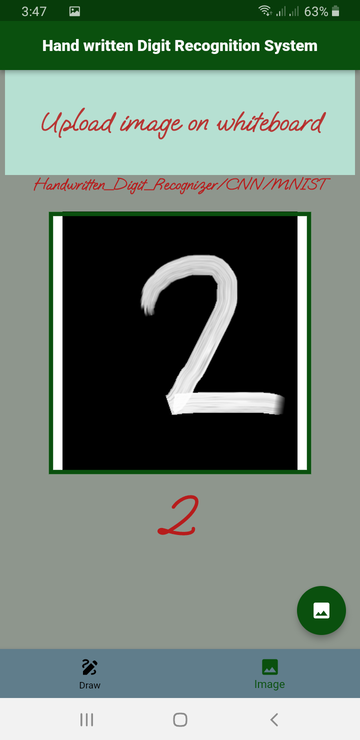 3:47
63%
Hand written Digit Recognition System
Upload image on whiteboard
Handwritten_Digit_Recognizer/CNN/MNIST
2
2
Draw
Image